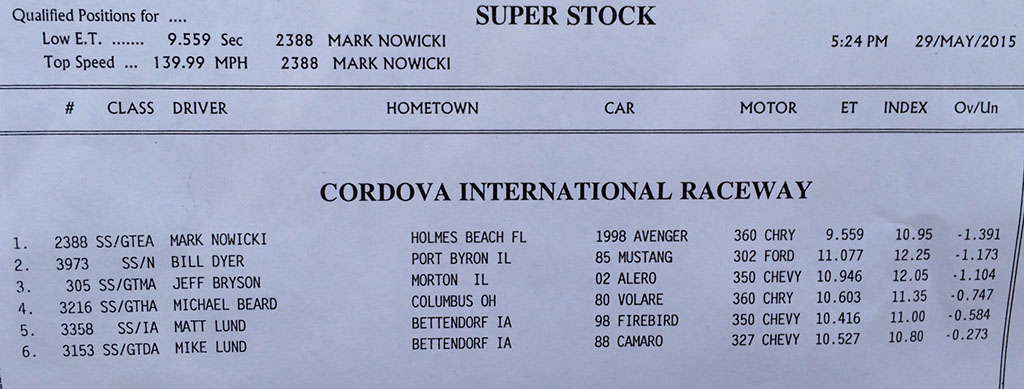 Qualified Positions for ....
SUPER STOCK
Low E.T. ....... 9.559 Sec 2388 MARK NOWICKI 5:24 PM 29/MAY/2015
Top Speed ... 139.99 MPH 2388 MARK NOWICKI
# CLASS DRIVER HOMETOWN CAR MOTOR ET INDEX Ov/Un
CORDOVA INTERNATIONAL RACEWAY
1. 2388 SS/GTEA MARK NOWICKI HOLMES BEACH FL 1998 AVENGER 360 CHRY 9.559 10.95 -1.391
2. 3973 SS/N BILL DYER PORT BYRON IL 85 MUSTANG 302 FORD 11.077 12.25 -1.173
3. 305 SS/GTMA JEFF BRYSON MORTON IL 02 ALERO 350 CHEVY 10.946 12.05 -1.104
4. 3216 SS/GTHA MICHAEL BEARD COLUMBUS OH 80 VOLARE 360 CHRY 10.603 11.35 -0.747
5. 3358 SS/IA MATT LUND BETTENDORF IA 98 FIREBIRD 350 CHEVY 10.416 11.00 -0.584
6. 3153 SS/GTDA MIKE LUND BETTENDORF IA 88 CAMARO 327 CHEVY 10.527 10.80 -0.273